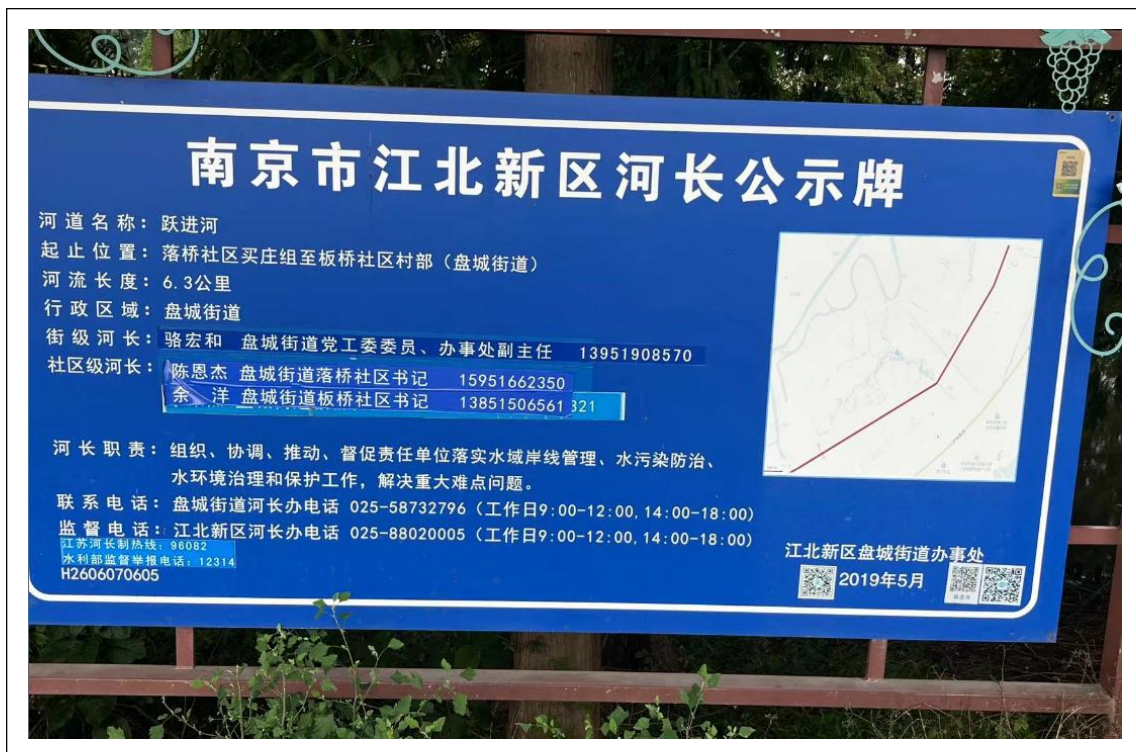 南京市江北新区河长公示牌
河道名称：跃进河
起止位置：落桥社区买庄组至板桥社区村部（盘城街道）
河流长度：6.3公里
行政区域：盘城街道
街级河长：骆宏和 盘城街道党工委委员、办事处副主任 13951908570
社区级河长：陈恩杰 盘城街道落桥社区书记 15951662350
余 洋 盘城街道板桥社区书记 13851506561
321
河长职责：组织、协调、推动、督促责任单位落实水域岸线管理、水污染防治、
水环境治理和保护工作，解决重大难点问题。
联系电话：盘城街道河长办电话 025-58732796（工作日9:00-12:00,14:00-18:00）
监督电话：江北新区河长办电话 025-88020005（工作日9:00-12:00,14:00-18:00）
江苏河长制热线：96082
水利部监督举报电话：12314
H2606070605
江北新区盘城街道办事处
2019年5月